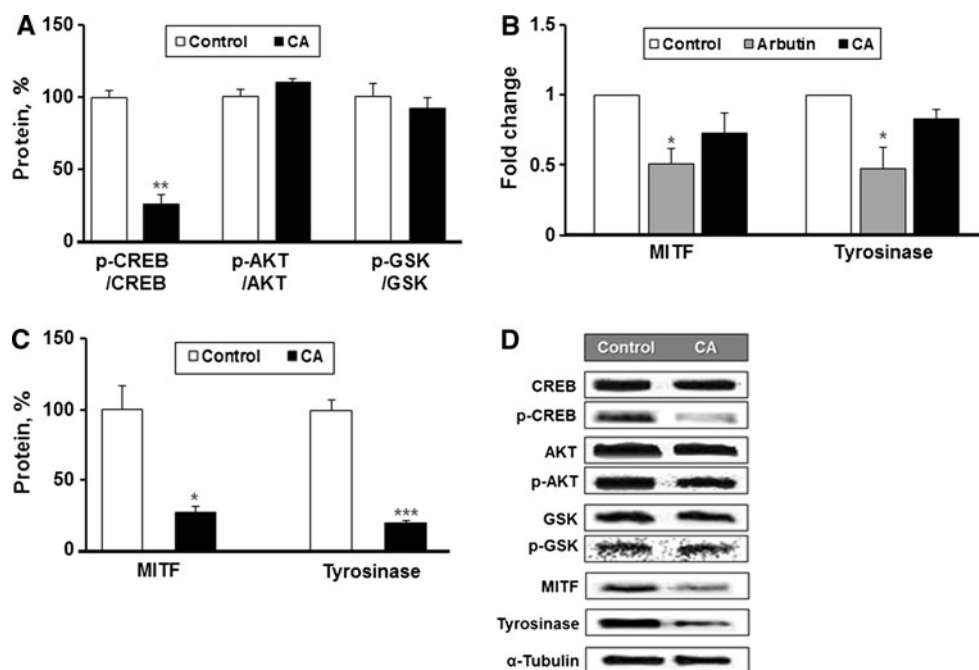 A
150
100
50
0
Protein, %
Control
CA
**
p-CREB
/CREB
p-AKT
/AKT
p-GSK
/GSK
B
1.5
1
0.5
0
Fold change
Control
Arbutin
CA
*
*
MITF
Tyrosinase
C
150
100
50
0
Protein, %
Control
CA
*
***
MITF
Tyrosinase
D
Control CA
CREB
p-CREB
AKT
p-AKT
GSK
p-GSK
MITF
Tyrosinase
α-Tubulin